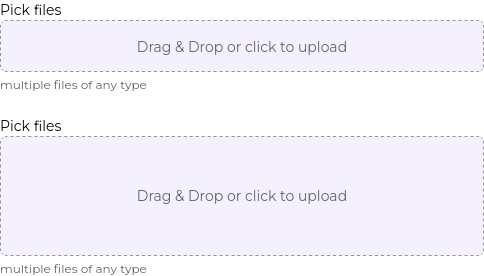 Pick files
Drag & Drop or click to upload
multiple files of any type
Pick files
Drag & Drop or click to upload
multiple files of any type